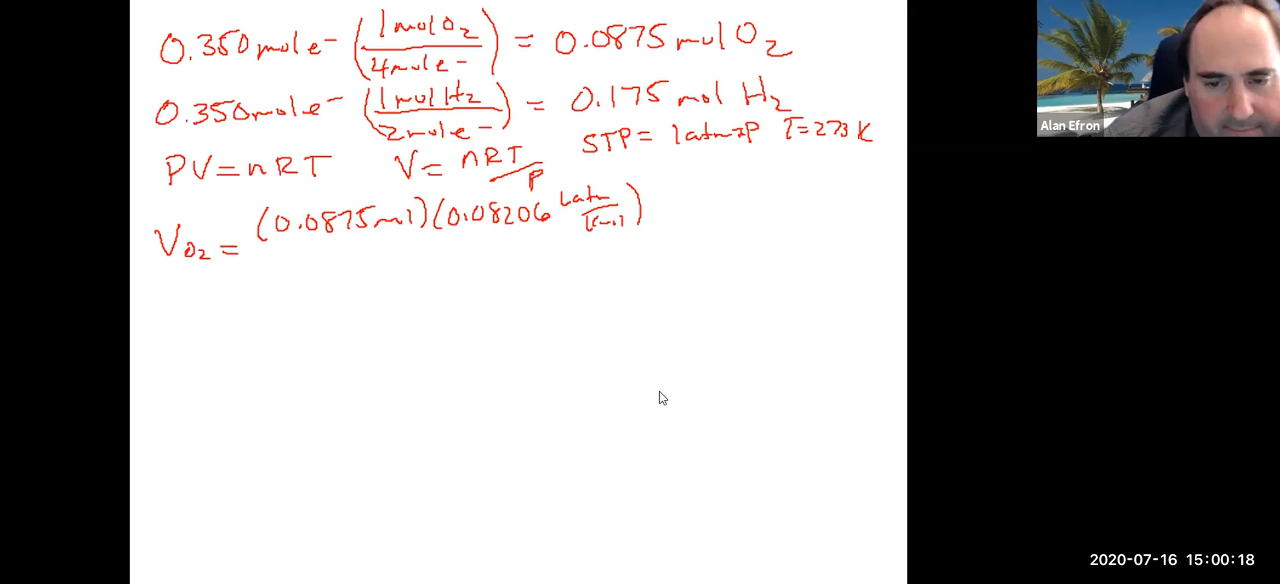 0.350 mol e- (1 mol O2 / 4 mol e-) = 0.0875 mol O2
0.350 mol e- (1 mol H2 / 2 mol e-) = 0.175 mol H2
STP = 1 atm = P T = 273 K
PV = nRT V = nRT/P
V O2 = (0.0875 mol)(0.08206 L atm / K mol)
Alan Efron
2020-07-16 15:00:18